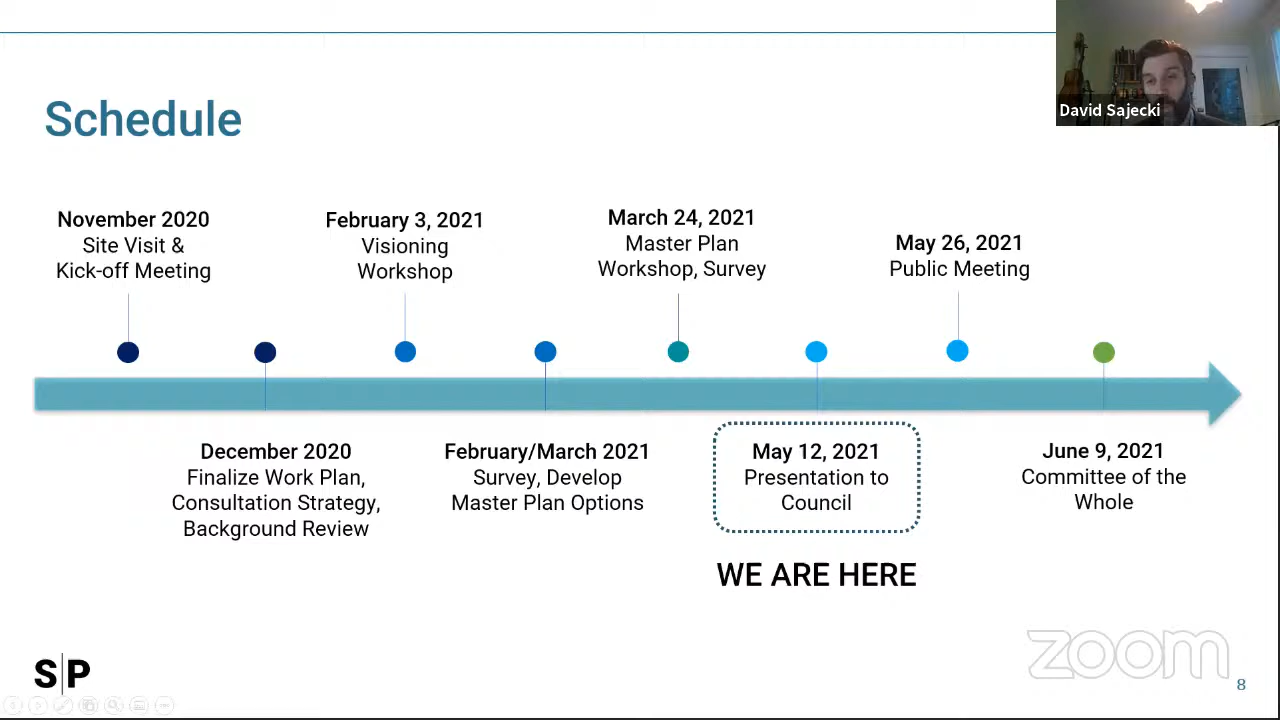 David Sajecki
Schedule
November 2020
Site Visit &
Kick-off Meeting
February 3, 2021
Visioning
Workshop
March 24, 2021
Master Plan
Workshop, Survey
May 26, 2021
Public Meeting
December 2020
Finalize Work Plan,
Consultation Strategy,
Background Review
February/March 2021
Survey, Develop
Master Plan Options
May 12, 2021
Presentation to
Council
June 9, 2021
Committee of the
Whole
WE ARE HERE
S|P
zoom
8